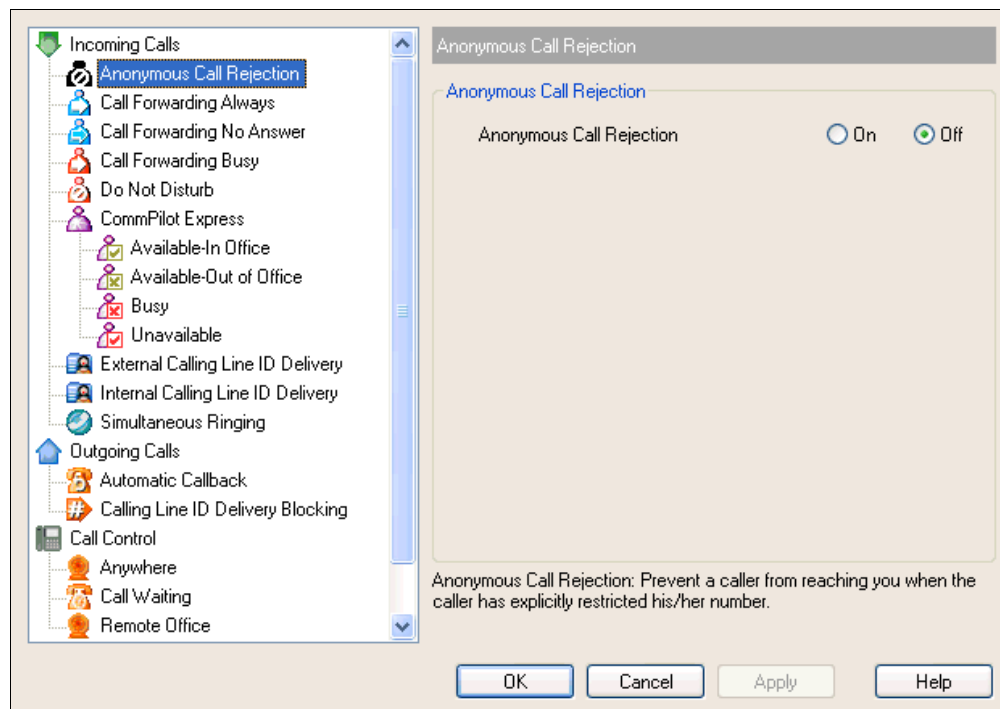 Incoming Calls
Anonymous Call Rejection
Call Forwarding Always
Call Forwarding No Answer
Call Forwarding Busy
Do Not Disturb
CommPilot Express
Available-In Office
Available-Out of Office
Busy
Unavailable
External Calling Line ID Delivery
Internal Calling Line ID Delivery
Simultaneous Ringing
Outgoing Calls
Automatic Callback
Calling Line ID Delivery Blocking
Call Control
Anywhere
Call Waiting
Remote Office
Anonymous Call Rejection
Anonymous Call Rejection
Anonymous Call Rejection On Off
Anonymous Call Rejection: Prevent a caller from reaching you when the
caller has explicitly restricted his/her number.
OK Cancel Apply Help